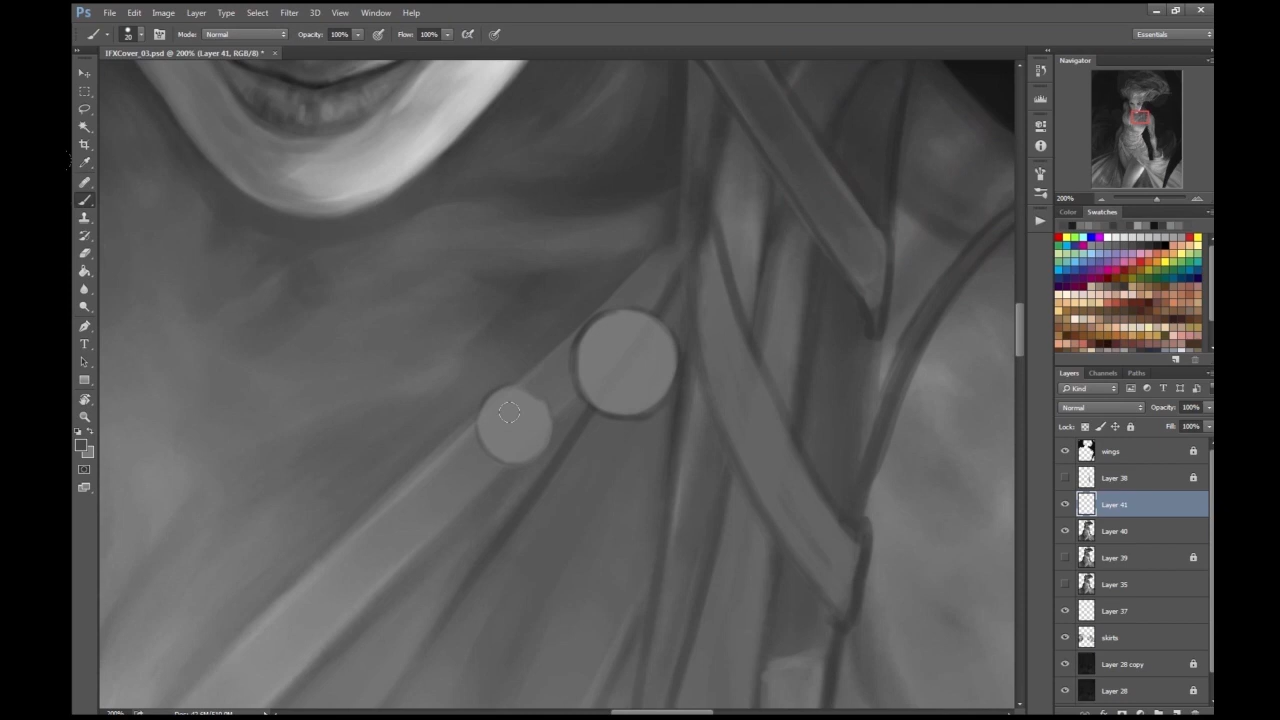 Ps File Edit Image Layer Type Select Filter 3D View Window Help
20 Mode: Normal Opacity: 100% Flow: 100% Essentials
IFXCover_03.psd @ 200% (Layer 41, RGB/8) *
Navigator
200%
Color Swatches
Layers Channels Paths
Kind
Normal Opacity: 100%
Lock: Fill: 100%
wings
Layer 38
Layer 41
Layer 40
Layer 39
Layer 35
Layer 37
skirts
Layer 28 copy
Layer 28
200%